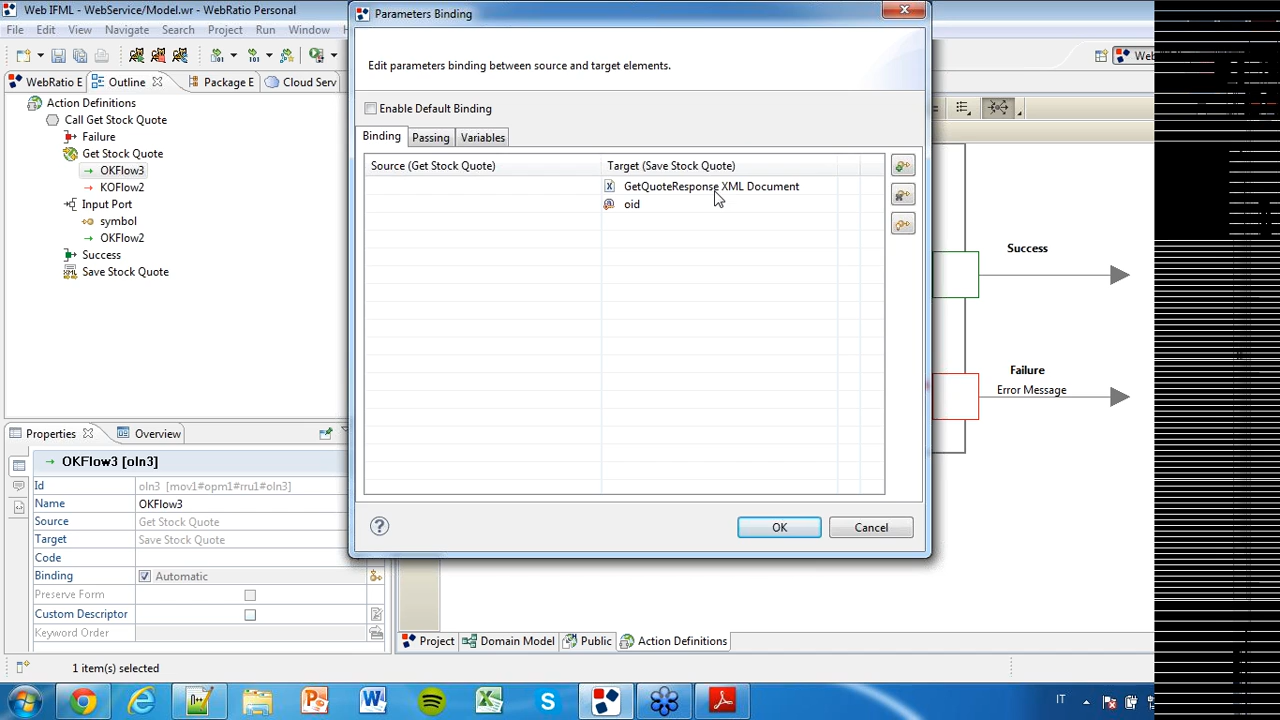 Web IFML - WebService/Model.wr - WebRatio Personal
File Edit View Navigate Search Project Run Window
WebRatio Outline Package E Cloud Serv
Action Definitions
Call Get Stock Quote
Failure
Get Stock Quote
OKFlow3
KOFlow2
Input Port
symbol
OKFlow2
Success
Save Stock Quote
Parameters Binding
Edit parameters binding between source and target elements.
Enable Default Binding
Binding Passing Variables
Source (Get Stock Quote) Target (Save Stock Quote)
GetQuoteResponse XML Document
oid
OK Cancel
Success
Failure
Error Message
Properties Overview
OKFlow3 [oln3]
Id oln3 [mov1#opm1#rru1#oln3]
Name OKFlow3
Source Get Stock Quote
Target Save Stock Quote
Code
Binding Automatic
Preserve Form
Custom Descriptor
Keyword Order
Project Public Action Definitions
1 item(s) selected
IT